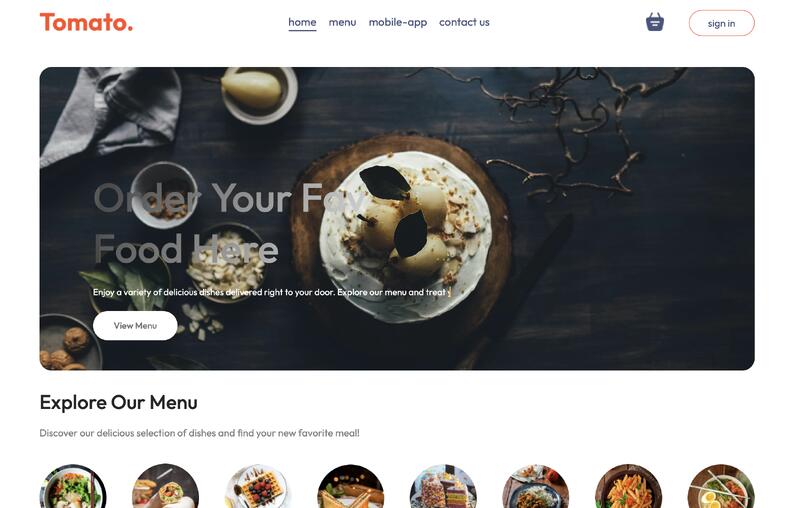 Tomato.
home menu mobile-app contact us
sign in
Order Your Fav
Food Here
Enjoy a variety of delicious dishes delivered right to your door. Explore our menu and treat
View Menu
Explore Our Menu
Discover our delicious selection of dishes and find your new favorite meal!